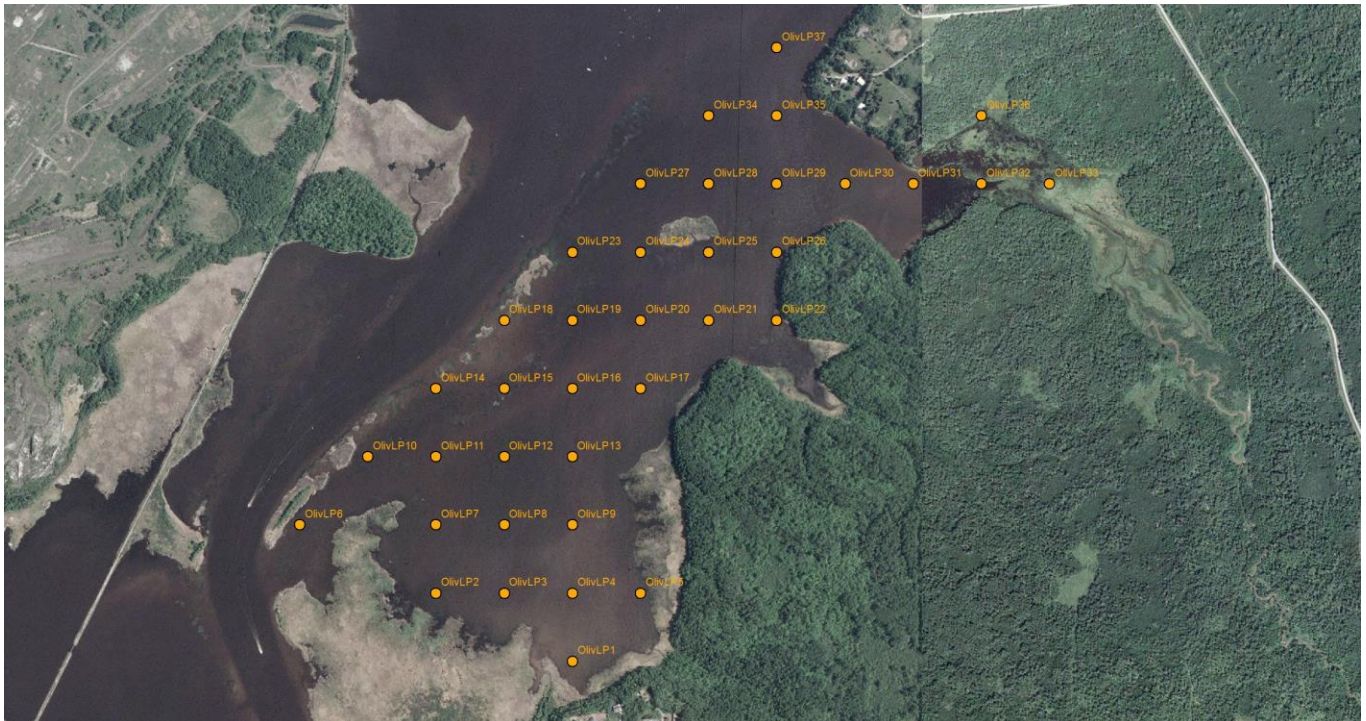 OlivLP37
OlivLP34 OlivLP35 OlivLP36
OlivLP27 OlivLP28 OlivLP29 OlivLP30 OlivLP31 OlivLP32 OlivLP33
OlivLP23 OlivLP24 OlivLP25 OlivLP26
OlivLP18 OlivLP19 OlivLP20 OlivLP21 OlivLP22
OlivLP14 OlivLP15 OlivLP16 OlivLP17
OlivLP10 OlivLP11 OlivLP12 OlivLP13
OlivLP6 OlivLP7 OlivLP8 OlivLP9
OlivLP2 OlivLP3 OlivLP4 OlivLP5
OlivLP1